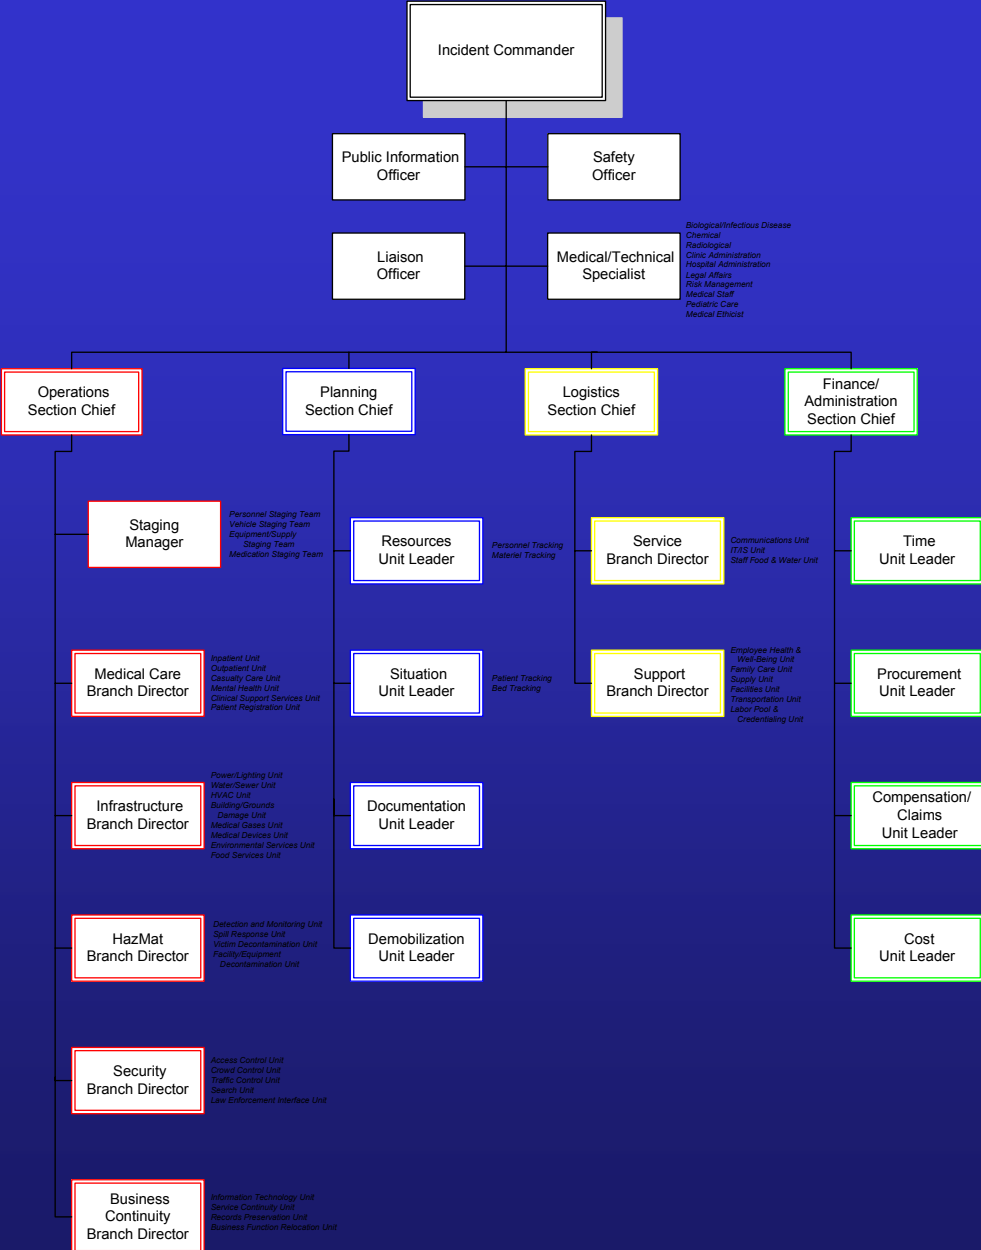 Incident Commander
Public Information
Officer
Safety
Officer
Liaison
Officer
Medical/Technical
Specialist
Biological/Infectious Disease
Chemical
Radiological
Clinic Administration
Hospital Administration
Legal Affairs
Risk Management
Medical Staff
Pediatric Care
Medical Ethicist
Operations
Section Chief
Planning
Section Chief
Logistics
Section Chief
Finance/
Administration
Section Chief
Staging
Manager
Personnel Staging Team
Vehicle Staging Team
Equipment/Supply
Staging Team
Medication Staging Team
Resources
Unit Leader
Personnel Tracking
Materiel Tracking
Service
Branch Director
Communications Unit
IT/IS Unit
Staff Food & Water Unit
Time
Unit Leader
Medical Care
Branch Director
Inpatient Unit
Outpatient Unit
Casualty Care Unit
Mental Health Unit
Clinical Support Services Unit
Patient Registration Unit
Situation
Unit Leader
Patient Tracking
Bed Tracking
Support
Branch Director
Employee Health &
Well-Being Unit
Family Care Unit
Supply Unit
Facilities Unit
Transportation Unit
Labor Pool &
Credentialing Unit
Procurement
Unit Leader
Infrastructure
Branch Director
Power/Lighting Unit
Water/Sewer Unit
HVAC Unit
Building/Grounds
Damage Unit
Medical Gases Unit
Medical Devices Unit
Environmental Services Unit
Food Services Unit
Documentation
Unit Leader
Compensation/
Claims
Unit Leader
HazMat
Branch Director
Detection and Monitoring Unit
Spill Response Unit
Victim Decontamination Unit
Facility/Equipment
Decontamination Unit
Demobilization
Unit Leader
Cost
Unit Leader
Security
Branch Director
Access Control Unit
Crowd Control Unit
Traffic Control Unit
Search Unit
Law Enforcement Interface Unit
Business
Continuity
Branch Director
Information Technology Unit
Service Continuity Unit
Records Preservation Unit
Business Function Relocation Unit